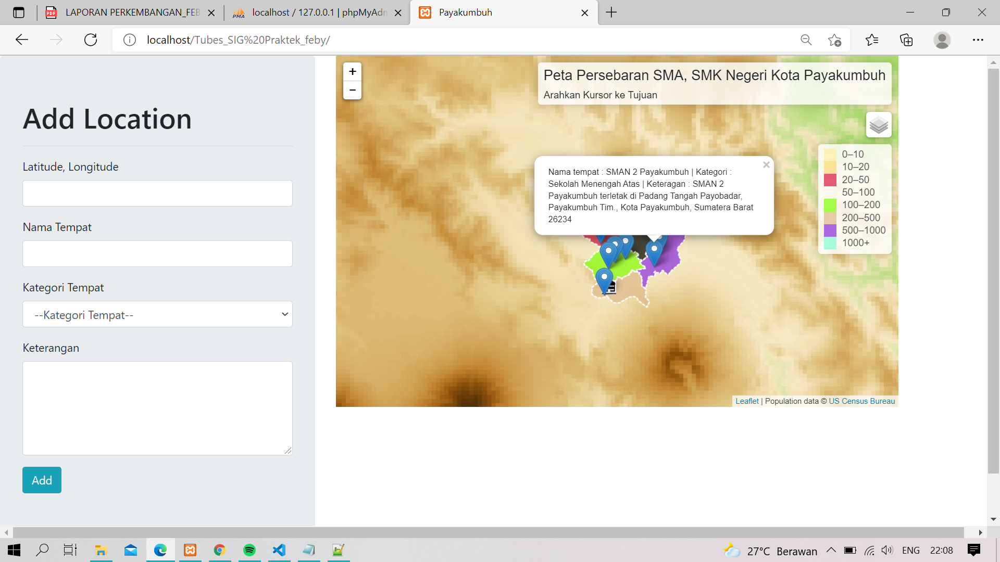 LAPORAN PERKEMBANGAN_FEB
localhost / 127.0.0.1 | phpMyAdn
Payakumbuh
localhost/Tubes_SIG%20Praktek_feby/
Add Location
Latitude, Longitude
Nama Tempat
Kategori Tempat
--Kategori Tempat--
Keterangan
Add
+
−
Peta Persebaran SMA, SMK Negeri Kota Payakumbuh
Arahkan Kursor ke Tujuan
Nama tempat : SMAN 2 Payakumbuh | Kategori :
Sekolah Menengah Atas | Keteragan : SMAN 2
Payakumbuh terletak di Padang Tangah Payobadar,
Payakumbuh Tim., Kota Payakumbuh, Sumatera Barat
26234
0–10
10–20
20–50
50–100
100–200
200–500
500–1000
1000+
Leaflet | Population data © US Census Bureau
27°C Berawan
ENG
22:08
PDF
PMA